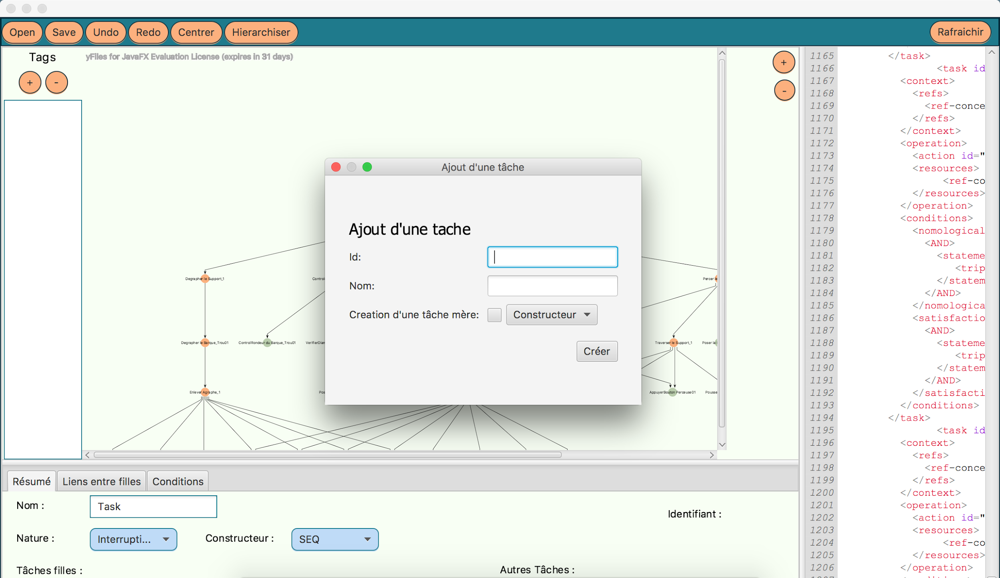 Open Save Undo Redo Centrer Hierarchiser Rafraichir
Tags
+ -
yFiles for JavaFX Evaluation License (expires in 31 days)
+
-
Degrapher le Support_1
Percer le
Degrapher le Barque_Trou01 ControlRondeur du Barque_Trou01 VerifierDiam
Traverser le Support_1 Poser la
Enlever Agraphe_1 Pos
AppuyerBouton Perceuse01 Pousse
Ajout d'une tâche
Ajout d'une tache
Id:
Nom:
Creation d'une tâche mère: Constructeur
Créer
Résumé Liens entre filles Conditions
Nom : Task
Identifiant :
Nature : Interrupti... Constructeur : SEQ
Tâches filles : Autres Tâches :
1165 </task>
1166 <task id
1167 <context>
1168 <refs>
1169 <ref-conce
1170 </refs>
1171 </context>
1172 <operation>
1173 <action id="
1174 <resources>
1175 <ref-co
1176 </resources>
1177 </operation>
1178 <conditions>
1179 <nomological
1180 <AND>
1181 <stateme
1182 <trip
1183 </statem
1184 </AND>
1185 </nomologica
1186 <satisfactio
1187 <AND>
1188 <stateme
1189 <trip
1190 </statem
1191 </AND>
1192 </satisfacti
1193 </conditions>
1194 </task>
1195 <task id
1196 <context>
1197 <refs>
1198 <ref-conce
1199 </refs>
1200 </context>
1201 <operation>
1202 <action id="
1203 <resources>
1204 <ref-co
1205 </resources>
1206 </operation>